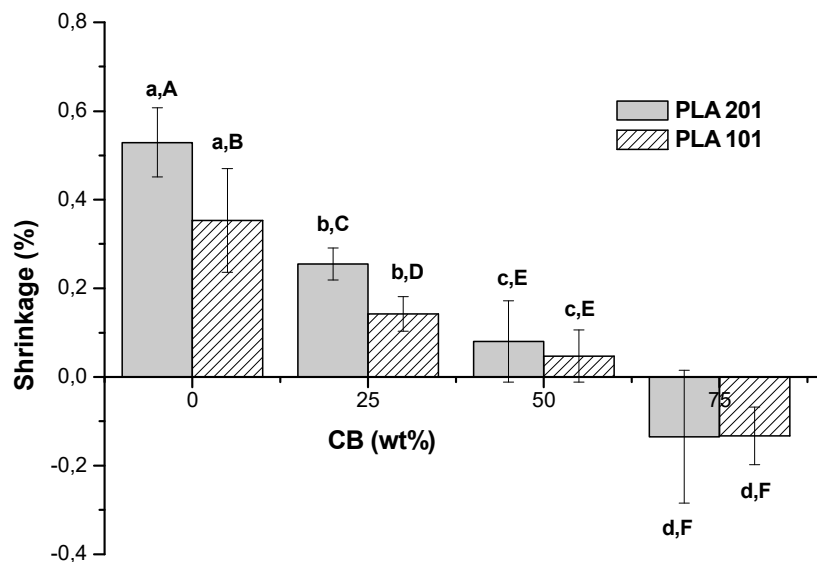 0,8
0,6
0,4
0,2
0,0
-0,2
-0,4
Shrinkage (%)
a,A
a,B
b,C
b,D
c,E
c,E
d,F
d,F
PLA 201
PLA 101
0
25
50
75
CB (wt%)